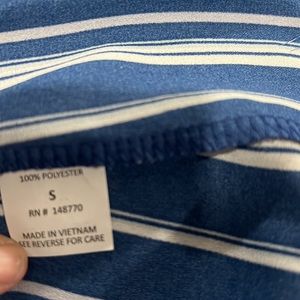 100% POLYESTER
S
RN# 148770
MADE IN VIETNAM
SEE REVERSE FOR CARE